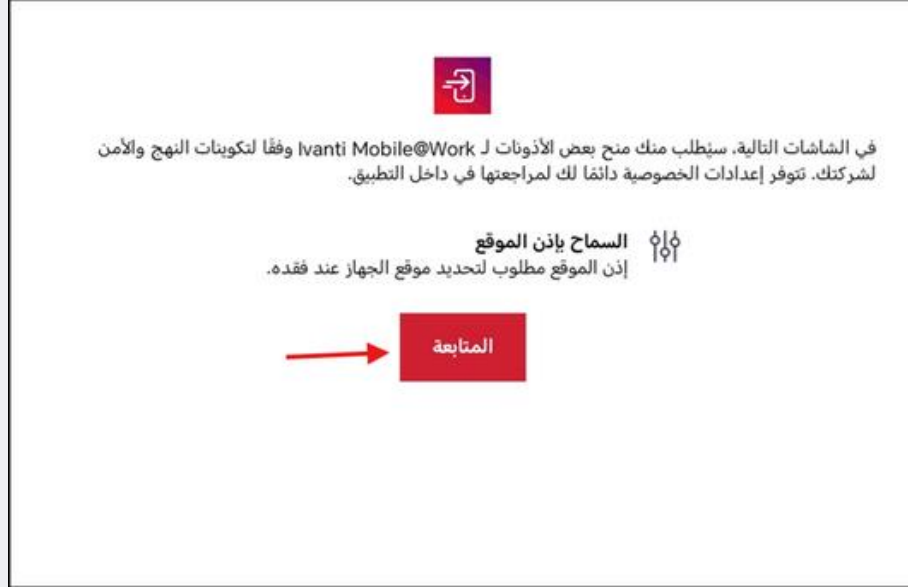 في الشاشات التالية، سيُطلب منك منح بعض الأذونات لـ Ivanti Mobile@Work وفقًا لتكوينات النهج والأمن
لشركتك. تتوفر إعدادات الخصوصية دائمًا لك لمراجعتها في داخل التطبيق.
السماح بإذن الموقع
إذن الموقع مطلوب لتحديد موقع الجهاز عند فقده.
المتابعة